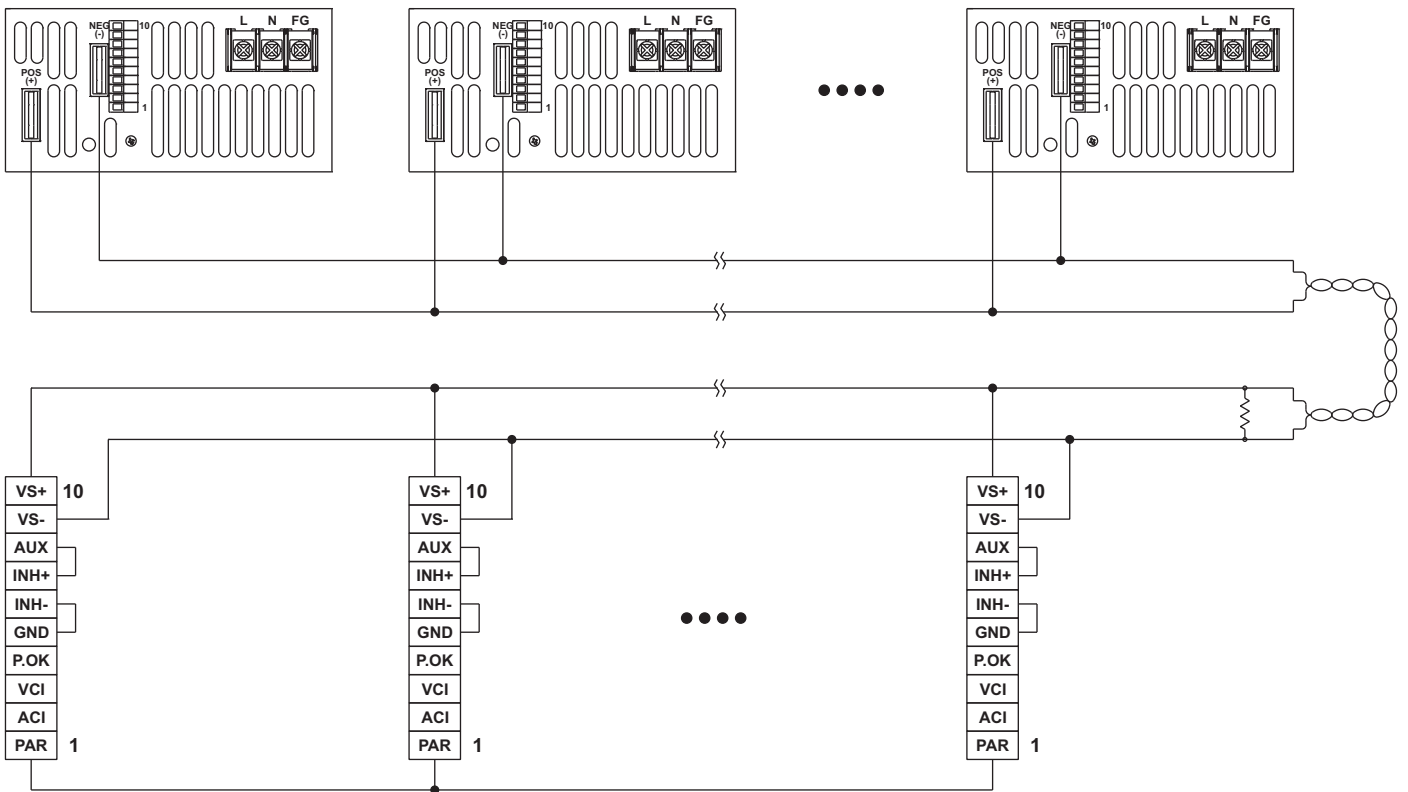 L N FG
NEG 10
(-)
POS
(+)
1
L N FG
NEG 10
(-)
POS
(+)
1
L N FG
NEG 10
(-)
POS
(+)
1
VS+ 10
VS-
AUX
INH+
INH-
GND
P.OK
VCI
ACI
PAR 1
VS+ 10
VS-
AUX
INH+
INH-
GND
P.OK
VCI
ACI
PAR 1
VS+ 10
VS-
AUX
INH+
INH-
GND
P.OK
VCI
ACI
PAR 1